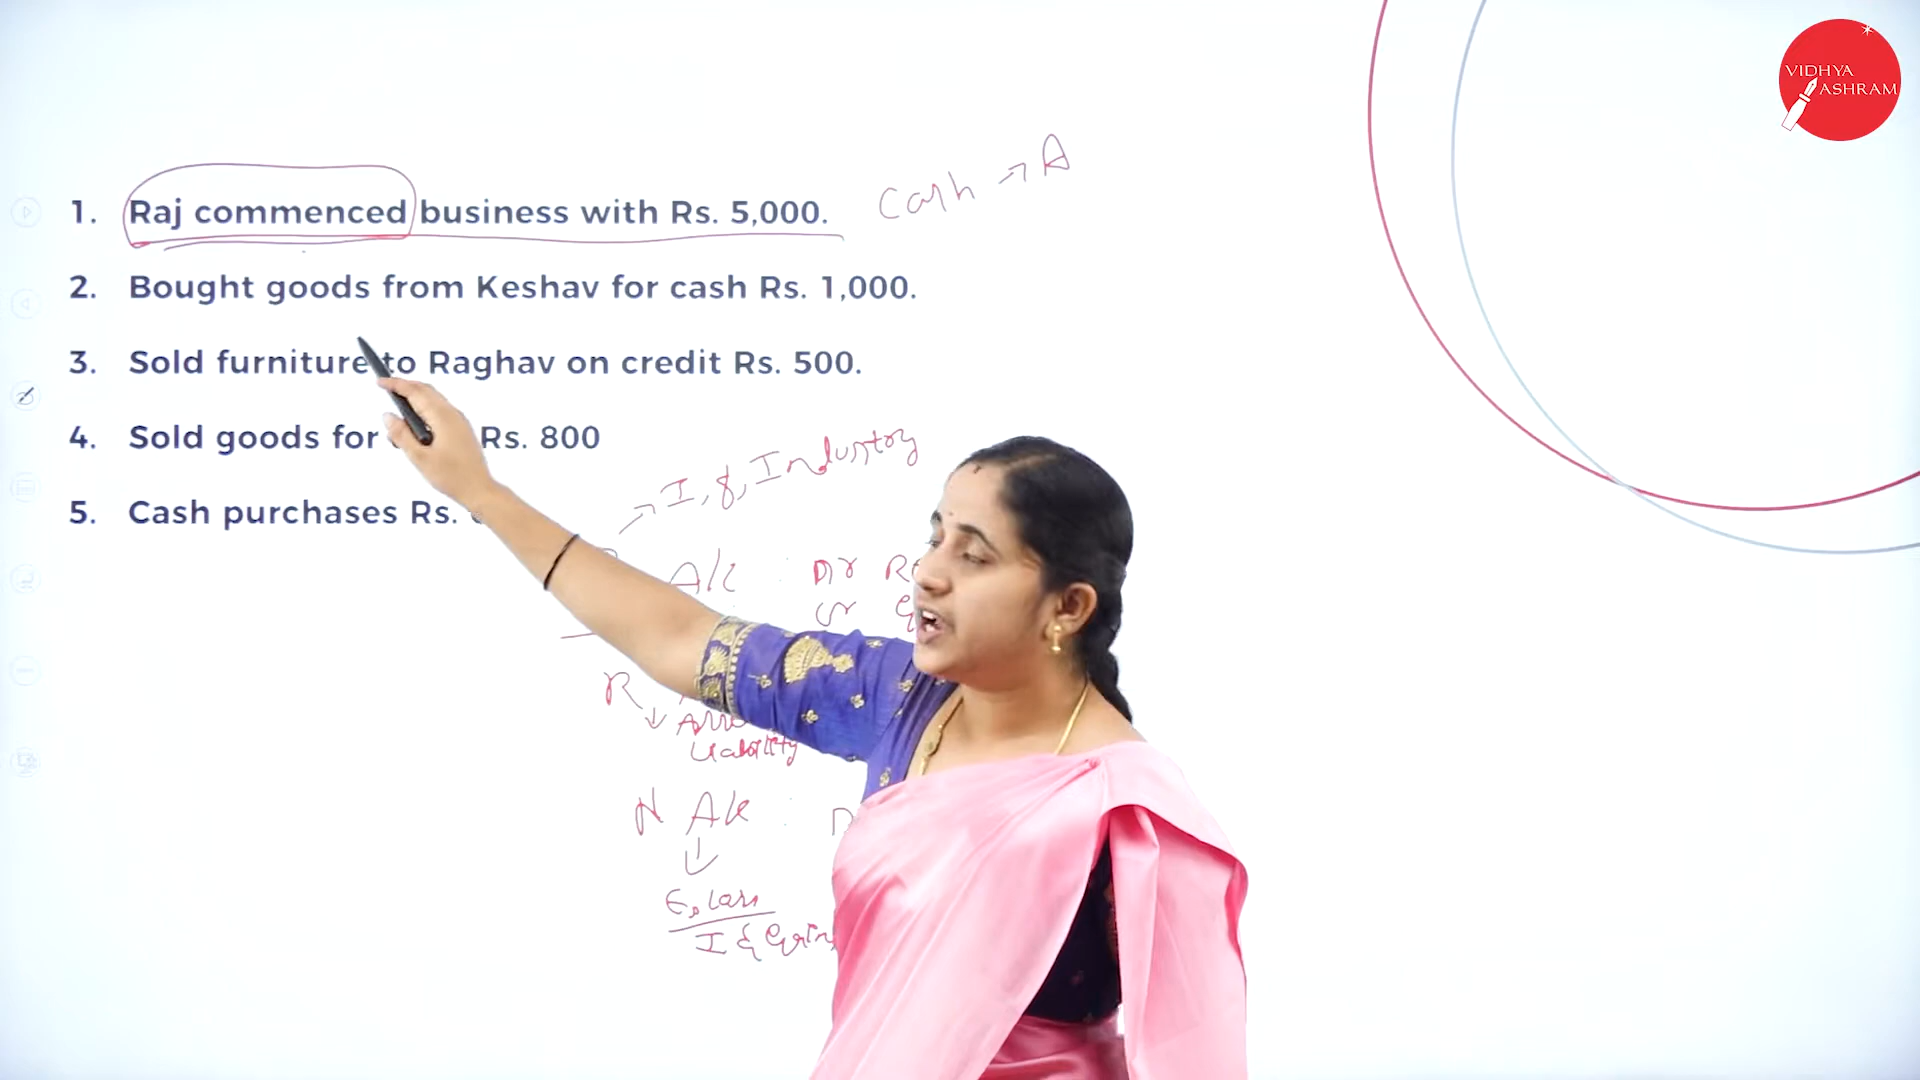 VIDHYA
ASHRAM
Cash → A
1. Raj commenced business with Rs. 5,000.
2. Bought goods from Keshav for cash Rs. 1,000.
3. Sold furniture to Raghav on credit Rs. 500.
4. Sold goods for Rs. 800
5. Cash purchases Rs.
→ I, f, Industry
A/c : Dr
Cr
R
Liability
N A/c :
E, Loss
I &